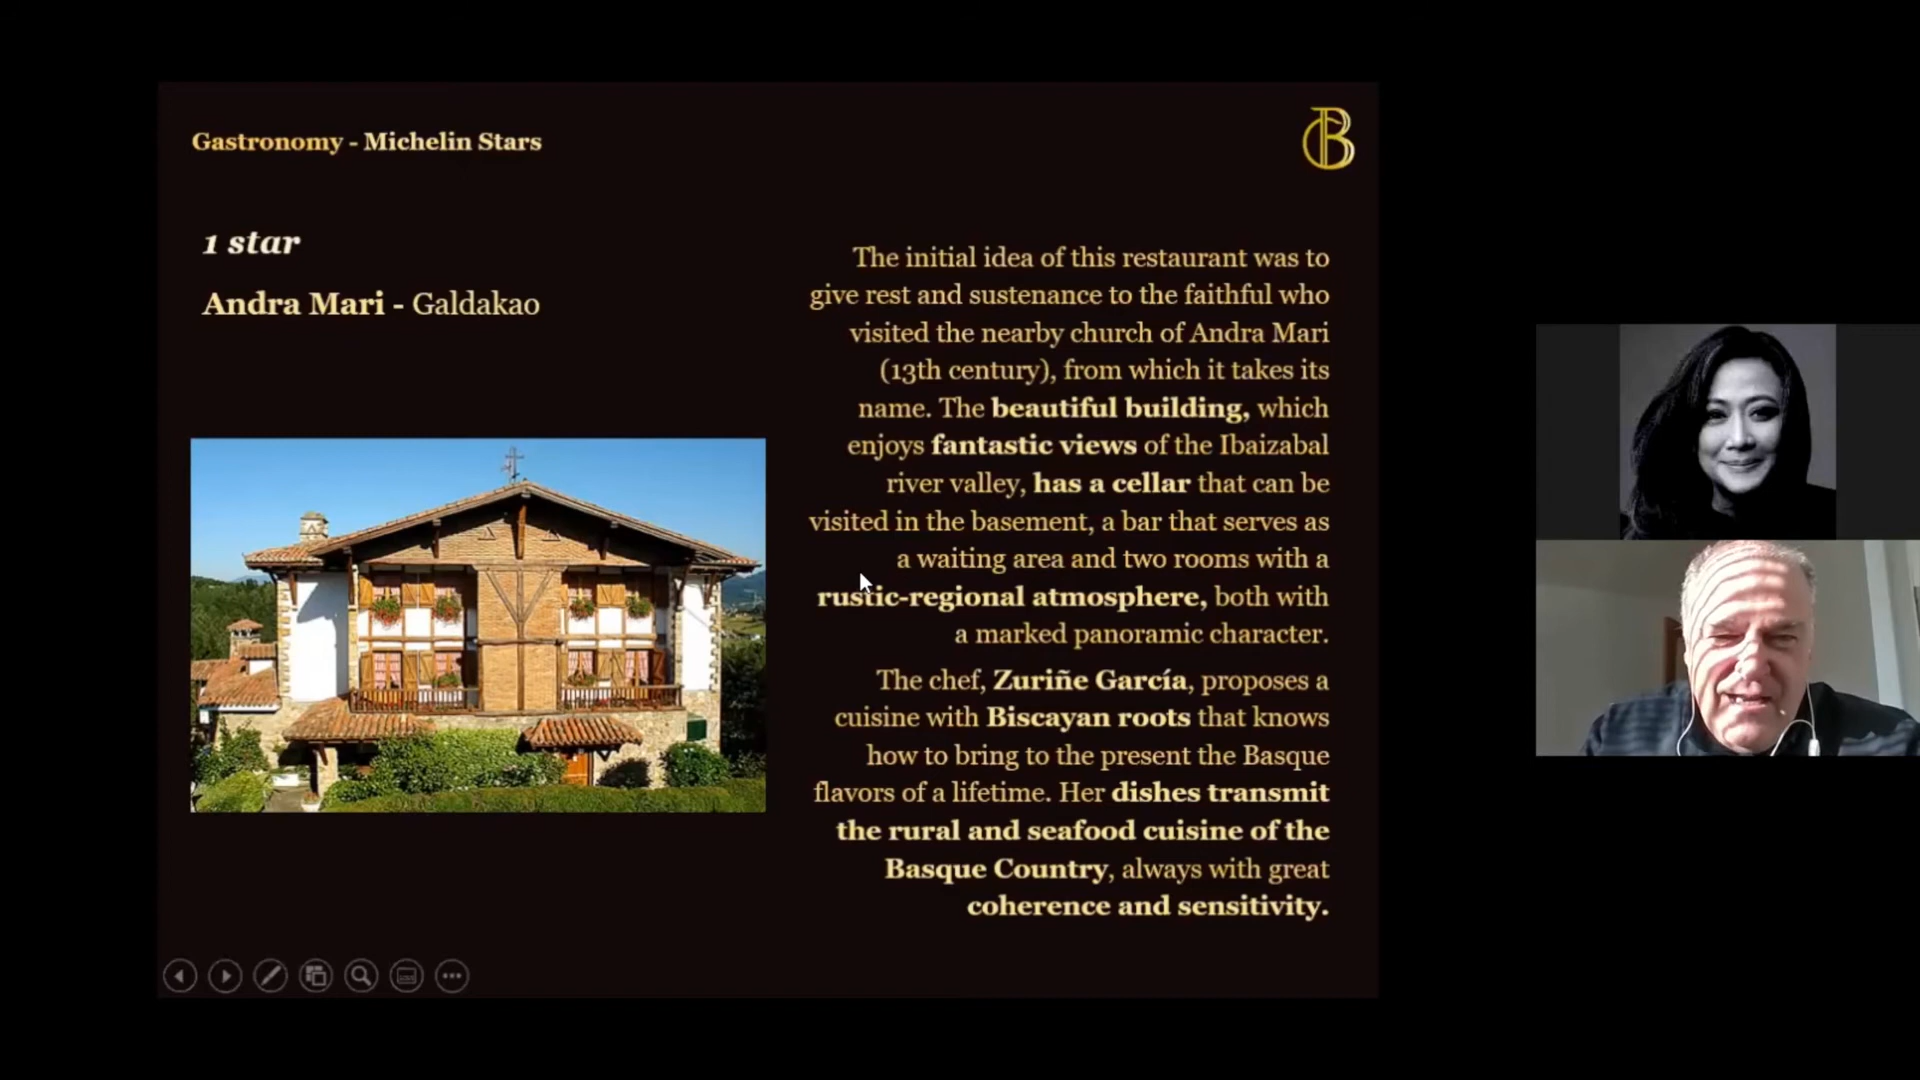 Gastronomy - Michelin Stars
B
1 star
Andra Mari - Galdakao
The initial idea of this restaurant was to
give rest and sustenance to the faithful who
visited the nearby church of Andra Mari
(13th century), from which it takes its
name. The beautiful building, which
enjoys fantastic views of the Ibaizabal
river valley, has a cellar that can be
visited in the basement, a bar that serves as
a waiting area and two rooms with a
rustic-regional atmosphere, both with
a marked panoramic character.
The chef, Zuriñe García, proposes a
cuisine with Biscayan roots that knows
how to bring to the present the Basque
flavors of a lifetime. Her dishes transmit
the rural and seafood cuisine of the
Basque Country, always with great
coherence and sensitivity.